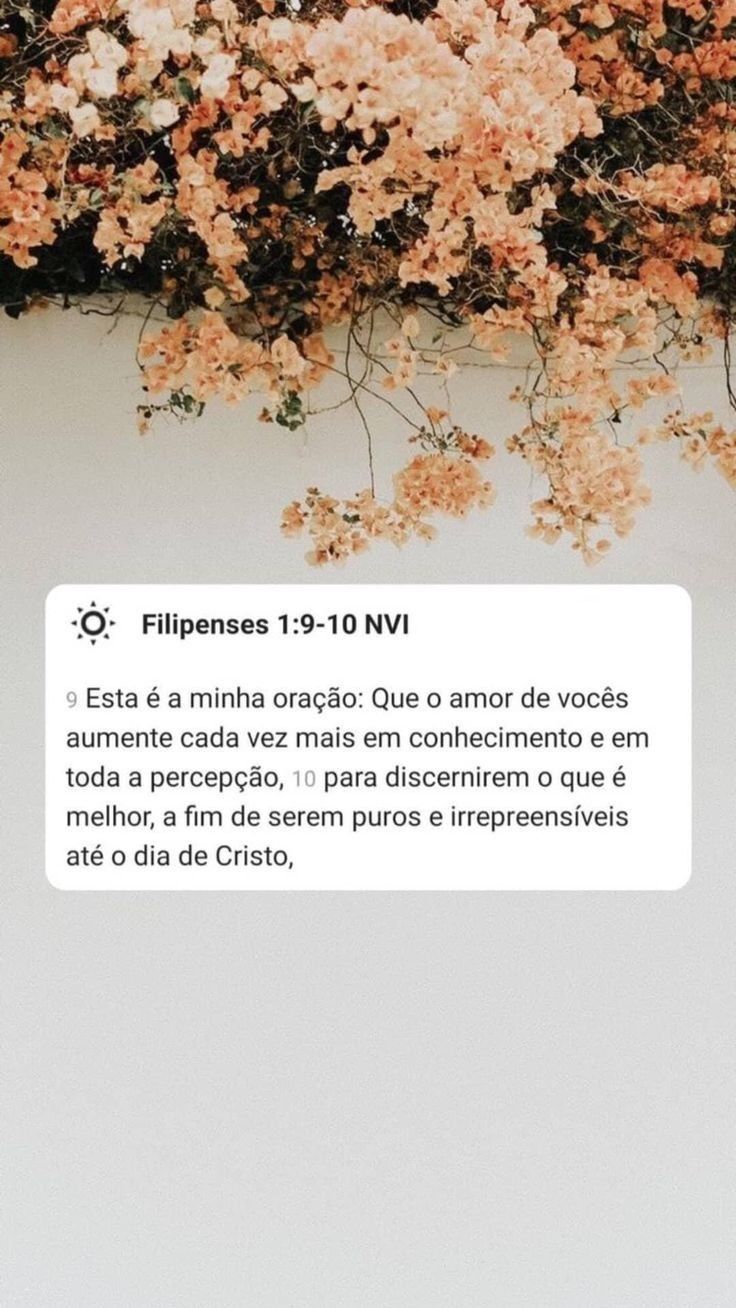 Filipenses 1:9-10 NVI
9 Esta é a minha oração: Que o amor de vocês
aumente cada vez mais em conhecimento e em
toda a percepção, 10 para discernirem o que é
melhor, a fim de serem puros e irrepreensíveis
até o dia de Cristo,